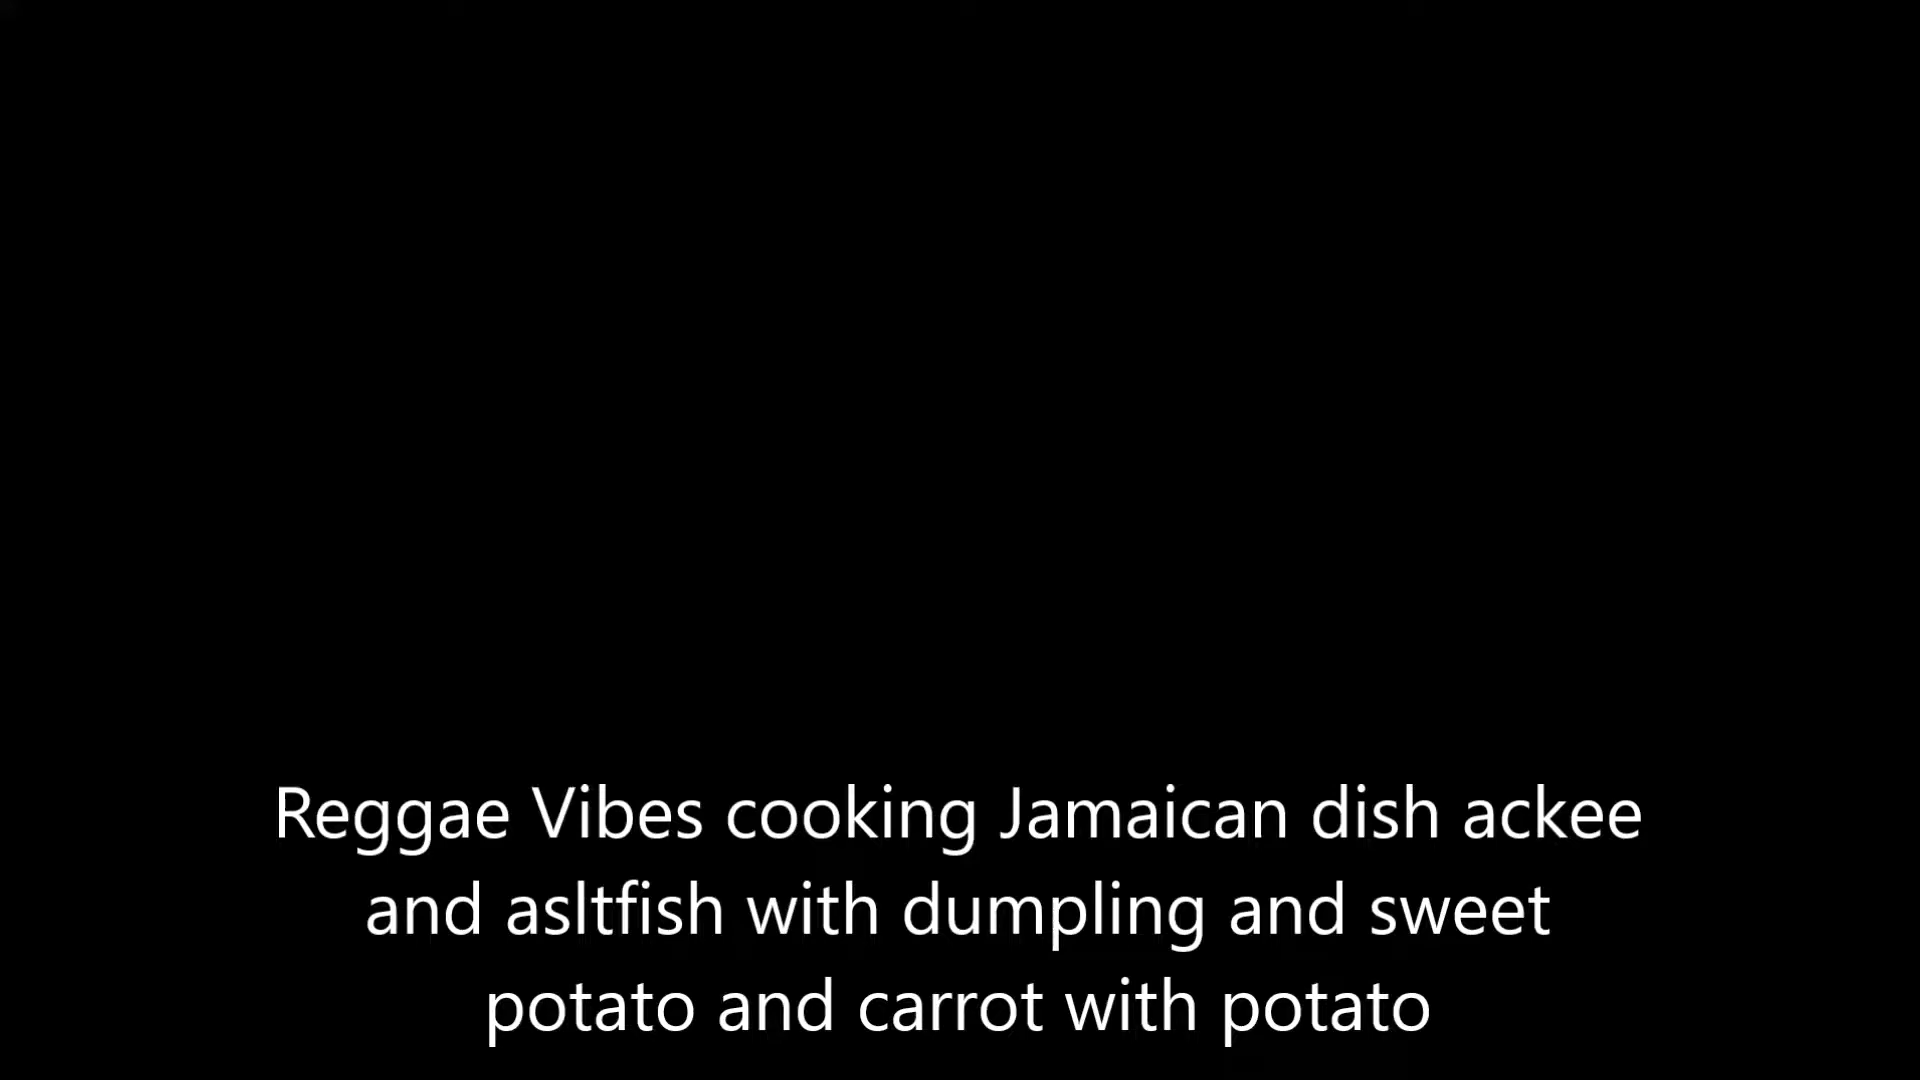 Reggae Vibes cooking Jamaican dish ackee
and asltfish with dumpling and sweet
potato and carrot with potato